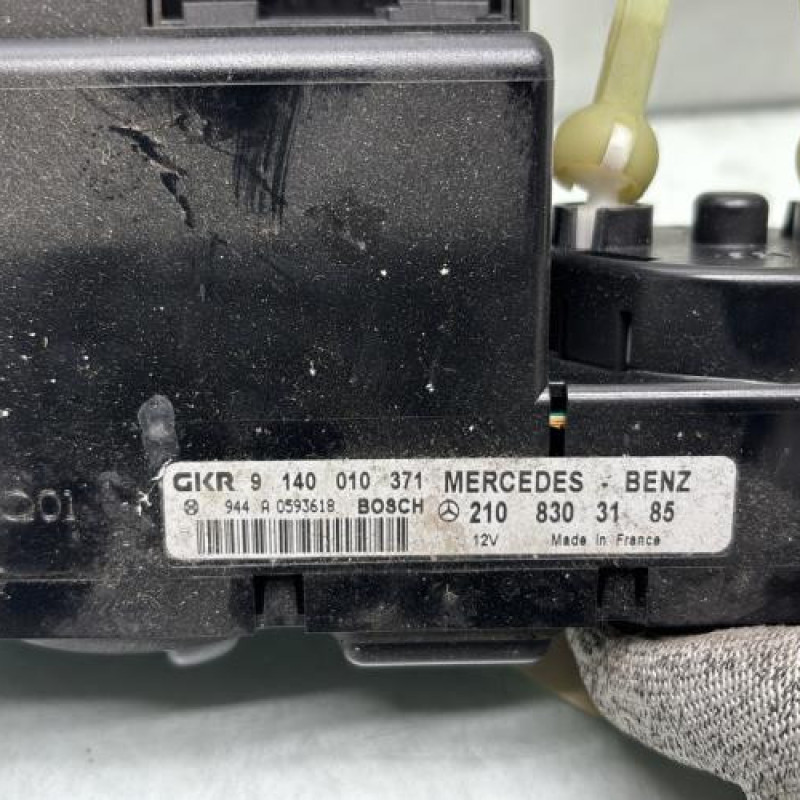 GKR 9 140 010 371 MERCEDES - BENZ
944 A 0593618 BOSCH 210 830 31 85
12V Made in France